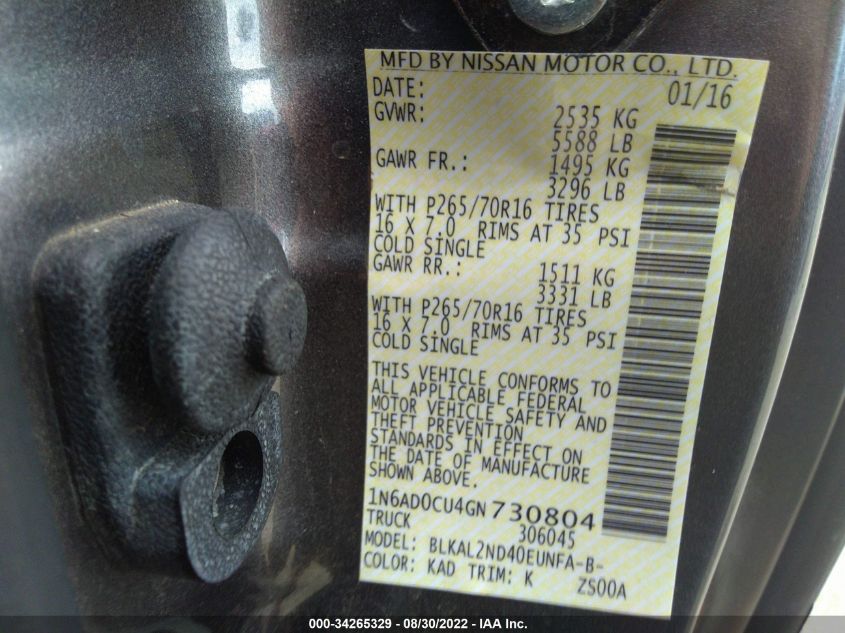 MFD BY NISSAN MOTOR CO., LTD.
DATE: 01/16
GVWR: 2535 KG
5588 LB
GAWR FR.: 1495 KG
3296 LB
WITH P265/70R16 TIRES
16 X 7.0 RIMS AT 35 PSI
COLD SINGLE
GAWR RR.: 1511 KG
3331 LB
WITH P265/70R16 TIRES
16 X 7.0 RIMS AT 35 PSI
COLD SINGLE
THIS VEHICLE CONFORMS TO
ALL APPLICABLE FEDERAL
MOTOR VEHICLE SAFETY AND
THEFT PREVENTION
STANDARDS IN EFFECT ON
THE DATE OF MANUFACTURE
SHOWN ABOVE.
1N6AD0CU4GN730804
TRUCK 306045
MODEL: BLKAL2ND40EUNFA-B-
COLOR: KAD TRIM: K ZS00A
000-34265329 - 08/30/2022 - IAA Inc.